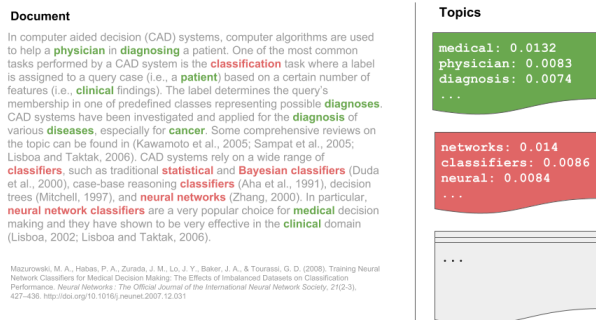 Document
In computer aided decision (CAD) systems, computer algorithms are used
to help a physician in diagnosing a patient. One of the most common
tasks performed by a CAD system is the classification task where a label
is assigned to a query case (i.e., a patient) based on a certain number of
features (i.e., clinical findings). The label determines the query's
membership in one of predefined classes representing possible diagnoses.
CAD systems have been investigated and applied for the diagnosis of
various diseases, especially for cancer. Some comprehensive reviews on
the topic can be found in (Kawamoto et al., 2005; Sampat et al., 2005;
Lisboa and Taktak, 2006). CAD systems rely on a wide range of
classifiers, such as traditional statistical and Bayesian classifiers (Duda
et al., 2000), case-base reasoning classifiers (Aha et al., 1991), decision
trees (Mitchell, 1997), and neural networks (Zhang, 2000). In particular,
neural network classifiers are a very popular choice for medical decision
making and they have shown to be very effective in the clinical domain
(Lisboa, 2002; Lisboa and Taktak, 2006).
Mazurowski, M. A., Habas, P. A., Zurada, J. M., Lo, J. Y., Baker, J. A., & Tourassi, G. D. (2008). Training Neural
Network Classifiers for Medical Decision Making: The Effects of Imbalanced Datasets on Classification
Performance. Neural Networks : The Official Journal of the International Neural Network Society, 21(2-3),
427–436. http://doi.org/10.1016/j.neunet.2007.12.031
Topics
medical: 0.0132
physician: 0.0083
diagnosis: 0.0074
...
networks: 0.014
classifiers: 0.0086
neural: 0.0084
...
...